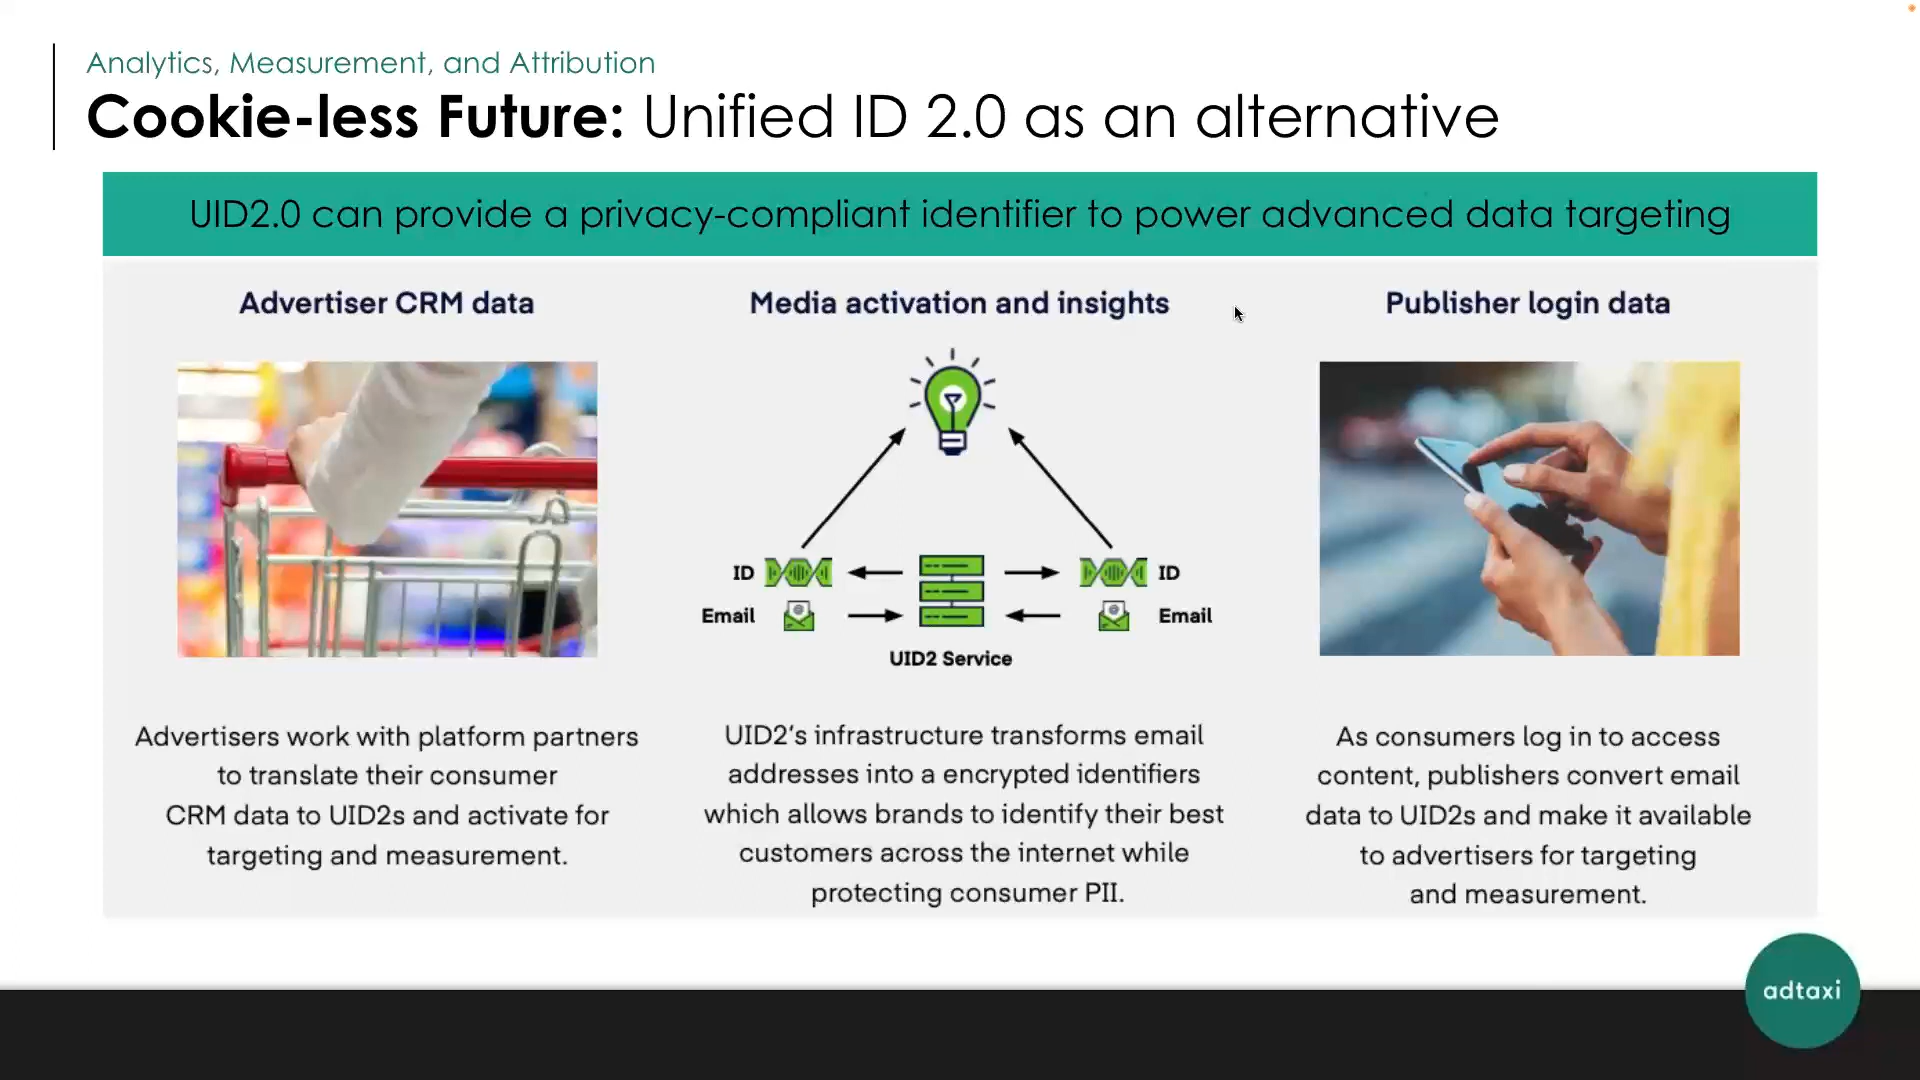 Analytics, Measurement, and Attribution
Cookie-less Future: Unified ID 2.0 as an alternative
UID2.0 can provide a privacy-compliant identifier to power advanced data targeting
Advertiser CRM data
Advertisers work with platform partners
to translate their consumer
CRM data to UID2s and activate for
targeting and measurement.
Media activation and insights
ID
ID
Email
Email
UID2 Service
UID2's infrastructure transforms email
addresses into a encrypted identifiers
which allows brands to identify their best
customers across the internet while
protecting consumer PII.
Publisher login data
As consumers log in to access
content, publishers convert email
data to UID2s and make it available
to advertisers for targeting
and measurement.
adtaxi